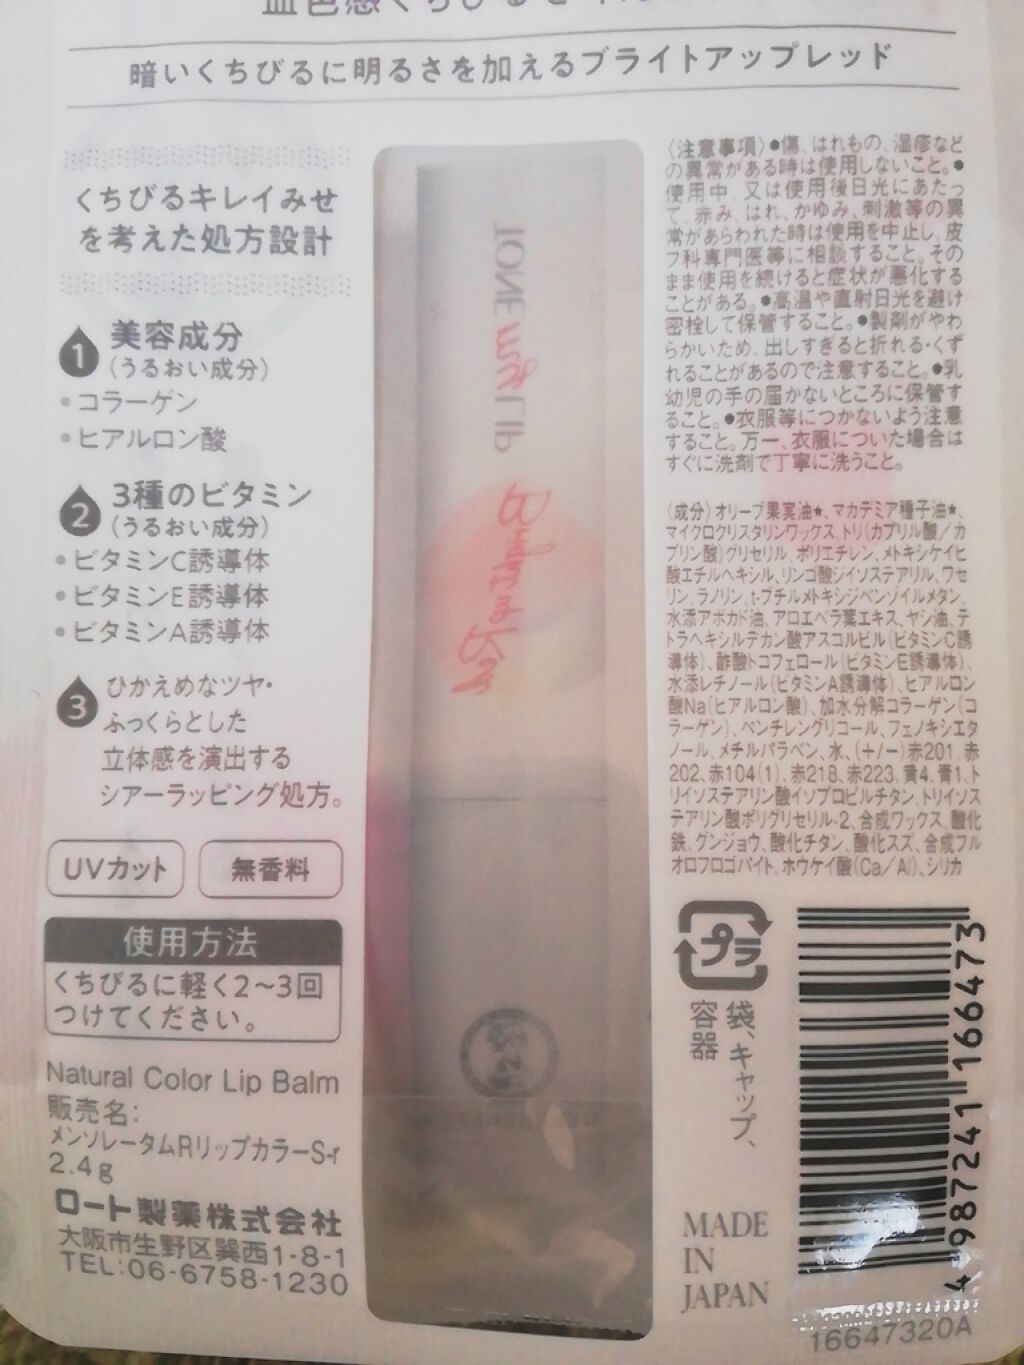 暗いくちびるに明るさを加えるブライトアップレッド
くちびるキレイみせ
を考えた処方設計
1 美容成分
(うるおい成分)
• コラーゲン
• ヒアルロン酸
2 3種のビタミン
(うるおい成分)
• ビタミンC誘導体
• ビタミンE誘導体
• ビタミンA誘導体
3 ひかえめなツヤ・
ふっくらとした
立体感を演出する
シアーラッピング処方。
UVカット
無香料
使用方法
くちびるに軽く2〜3回
つけてください。
Natural Color Lip Balm
販売名:
メンソレータムRリップカラーS-r
2.4g
ロート製薬株式会社
大阪市生野区巽西1-8-1
TEL:06-6758-1230
〈注意事項〉●傷、はれもの、湿疹など
の異常がある時は使用しないこと。●
使用中、又は使用後日光にあたっ
て、赤み、はれ、かゆみ、刺激等の異
常があらわれた時は使用を中止し、皮
フ科専門医等に相談すること。その
まま使用を続けると症状が悪化する
ことがある。●高温や直射日光を避け
密栓して保管すること。●製剤がやわ
らかいため、出しすぎると折れる・くず
れることがあるので注意すること。●乳
幼児の手の届かないところに保管す
ること。●衣服等につかないよう注意
すること。万一、衣服についた場合は
すぐに洗剤で丁寧に洗うこと。
〈成分〉オリーブ果実油★、マカデミア種子油★、
マイクロクリスタリンワックス、トリ(カプリル酸/カ
プリン酸)グリセリル、ポリエチレン、メトキシケイヒ
酸エチルヘキシル、リンゴ酸ジイソステアリル、ワセ
リン、ラノリン、t-ブチルメトキシジベンゾイルメタン、
水添アボカド油、アロエベラ葉エキス、ヤシ油、テ
トラヘキシルデカン酸アスコルビル(ビタミンC誘
導体)、酢酸トコフェロール(ビタミンE誘導体)、
水添レチノール(ビタミンA誘導体)、ヒアルロン
酸Na(ヒアルロン酸)、加水分解コラーゲン(コ
ラーゲン)、ペンチレングリコール、フェノキシエタ
ノール、メチルパラベン、水、(+/−)赤201、赤
202、赤104(1)、赤218、赤223、黄4、青1、ト
リイソステアリン酸イソプロピルチタン、トリイソス
テアリン酸ポリグリセリル-2、合成ワックス、酸化
鉄、グンジョウ、酸化チタン、酸化スズ、合成フル
オロフロゴパイト、ホウケイ酸(Ca/Al)、シリカ
プラ
袋、キャップ、
容器
MADE
IN
JAPAN
4 987241 166473
16647320A
TONE
LIP